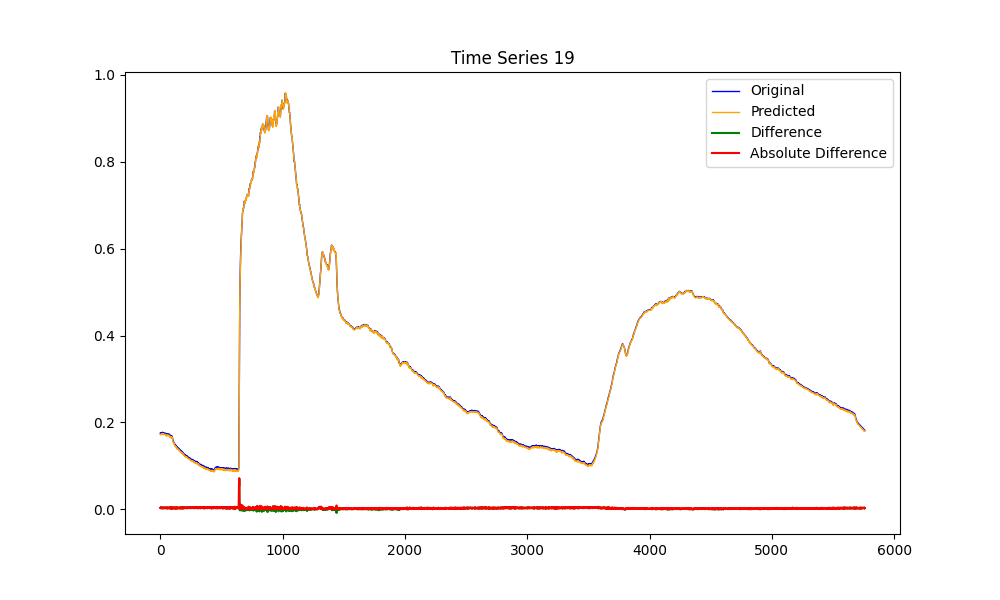 Time Series 19
Original
Predicted
Difference
Absolute Difference
1.0
0.8
0.6
0.4
0.2
0.0
0 1000 2000 3000 4000 5000 6000